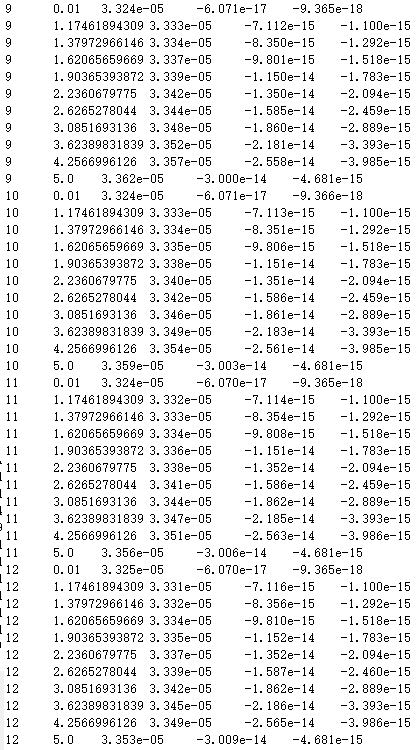 9 0.01 3.324e-05 -6.071e-17 -9.365e-18
9 1.17461894309 3.333e-05 -7.112e-15 -1.100e-15
9 1.37972966146 3.334e-05 -8.350e-15 -1.292e-15
9 1.62065659669 3.337e-05 -9.801e-15 -1.518e-15
9 1.90365393872 3.339e-05 -1.150e-14 -1.783e-15
9 2.2360679775 3.342e-05 -1.350e-14 -2.094e-15
9 2.6265278044 3.344e-05 -1.585e-14 -2.459e-15
9 3.0851693136 3.348e-05 -1.860e-14 -2.889e-15
9 3.62389831839 3.352e-05 -2.181e-14 -3.393e-15
9 4.2566996126 3.357e-05 -2.558e-14 -3.985e-15
9 5.0 3.362e-05 -3.000e-14 -4.681e-15
10 0.01 3.324e-05 -6.071e-17 -9.366e-18
10 1.17461894309 3.333e-05 -7.113e-15 -1.100e-15
10 1.37972966146 3.334e-05 -8.351e-15 -1.292e-15
10 1.62065659669 3.335e-05 -9.806e-15 -1.518e-15
10 1.90365393872 3.338e-05 -1.151e-14 -1.783e-15
10 2.2360679775 3.340e-05 -1.351e-14 -2.094e-15
10 2.6265278044 3.342e-05 -1.586e-14 -2.459e-15
10 3.0851693136 3.346e-05 -1.861e-14 -2.889e-15
10 3.62389831839 3.349e-05 -2.183e-14 -3.393e-15
10 4.2566996126 3.354e-05 -2.561e-14 -3.985e-15
10 5.0 3.359e-05 -3.003e-14 -4.681e-15
11 0.01 3.324e-05 -6.070e-17 -9.365e-18
11 1.17461894309 3.332e-05 -7.114e-15 -1.100e-15
11 1.37972966146 3.333e-05 -8.354e-15 -1.292e-15
11 1.62065659669 3.334e-05 -9.808e-15 -1.518e-15
11 1.90365393872 3.336e-05 -1.151e-14 -1.783e-15
11 2.2360679775 3.338e-05 -1.352e-14 -2.094e-15
11 2.6265278044 3.341e-05 -1.586e-14 -2.459e-15
11 3.0851693136 3.344e-05 -1.862e-14 -2.889e-15
11 3.62389831839 3.347e-05 -2.185e-14 -3.393e-15
11 4.2566996126 3.351e-05 -2.563e-14 -3.986e-15
11 5.0 3.356e-05 -3.006e-14 -4.681e-15
12 0.01 3.325e-05 -6.070e-17 -9.365e-18
12 1.17461894309 3.331e-05 -7.116e-15 -1.100e-15
12 1.37972966146 3.332e-05 -8.356e-15 -1.292e-15
12 1.62065659669 3.334e-05 -9.810e-15 -1.518e-15
12 1.90365393872 3.335e-05 -1.152e-14 -1.783e-15
12 2.2360679775 3.337e-05 -1.352e-14 -2.094e-15
12 2.6265278044 3.339e-05 -1.587e-14 -2.460e-15
12 3.0851693136 3.342e-05 -1.862e-14 -2.889e-15
12 3.62389831839 3.345e-05 -2.186e-14 -3.393e-15
12 4.2566996126 3.349e-05 -2.565e-14 -3.986e-15
12 5.0 3.353e-05 -3.009e-14 -4.681e-15